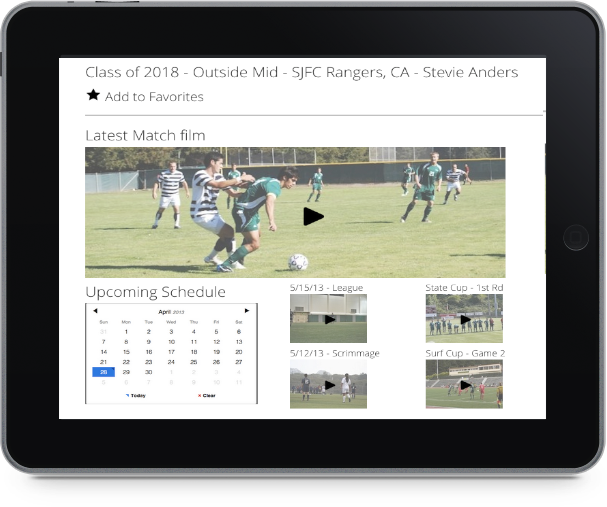 Class of 2018 - Outside Mid - SJFC Rangers, CA - Stevie Anders
Add to Favorites
Latest Match film
Upcoming Schedule
April 2013
Sun Mon Tue Wed Thu Fri Sat
31 1 2 3 4 5 6
7 8 9 10 11 12 13
14 15 16 17 18 19 20
21 22 23 24 25 26 27
28 29 30 1 2 3 4
5 6 7 8 9 10 11
Today Clear
5/15/13 - League
State Cup - 1st Rd
5/12/13 - Scrimmage
Surf Cup - Game 2